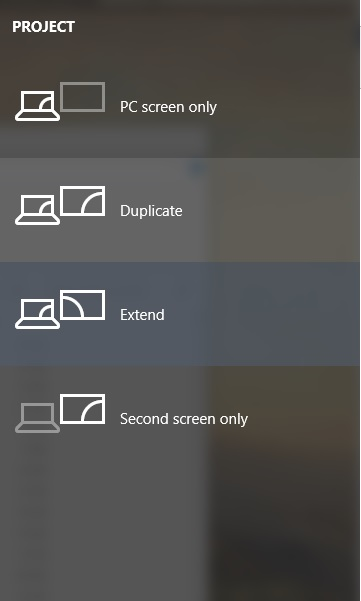 PROJECT
PC screen only
Duplicate
Extend
Second screen only